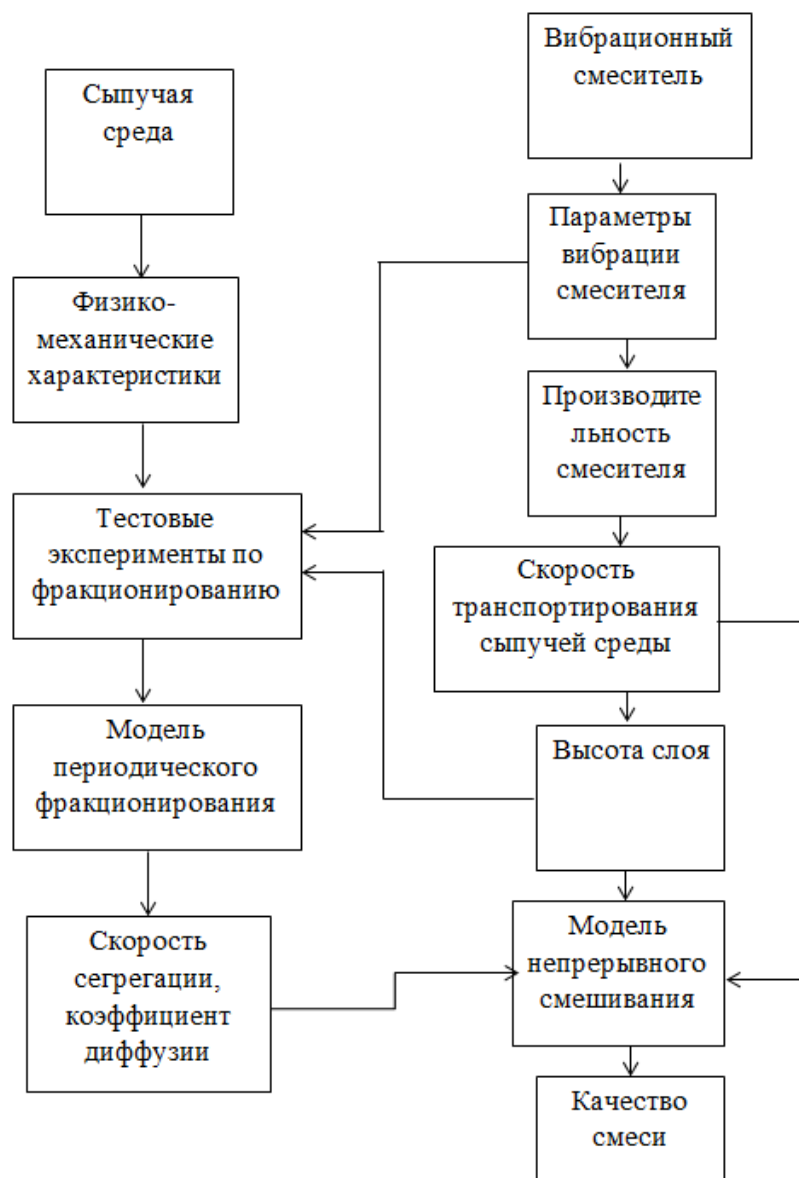 Вибрационный
смеситель
Сыпучая
среда
Параметры
вибрации
смесителя
Физико-
механические
характеристики
Производите
льность
смесителя
Тестовые
эксперименты по
фракционированию
Скорость
транспортирования
сыпучей среды
Модель
периодического
фракционирования
Высота слоя
Скорость
сегрегации,
коэффициент
диффузии
Модель
непрерывного
смешивания
Качество
смеси